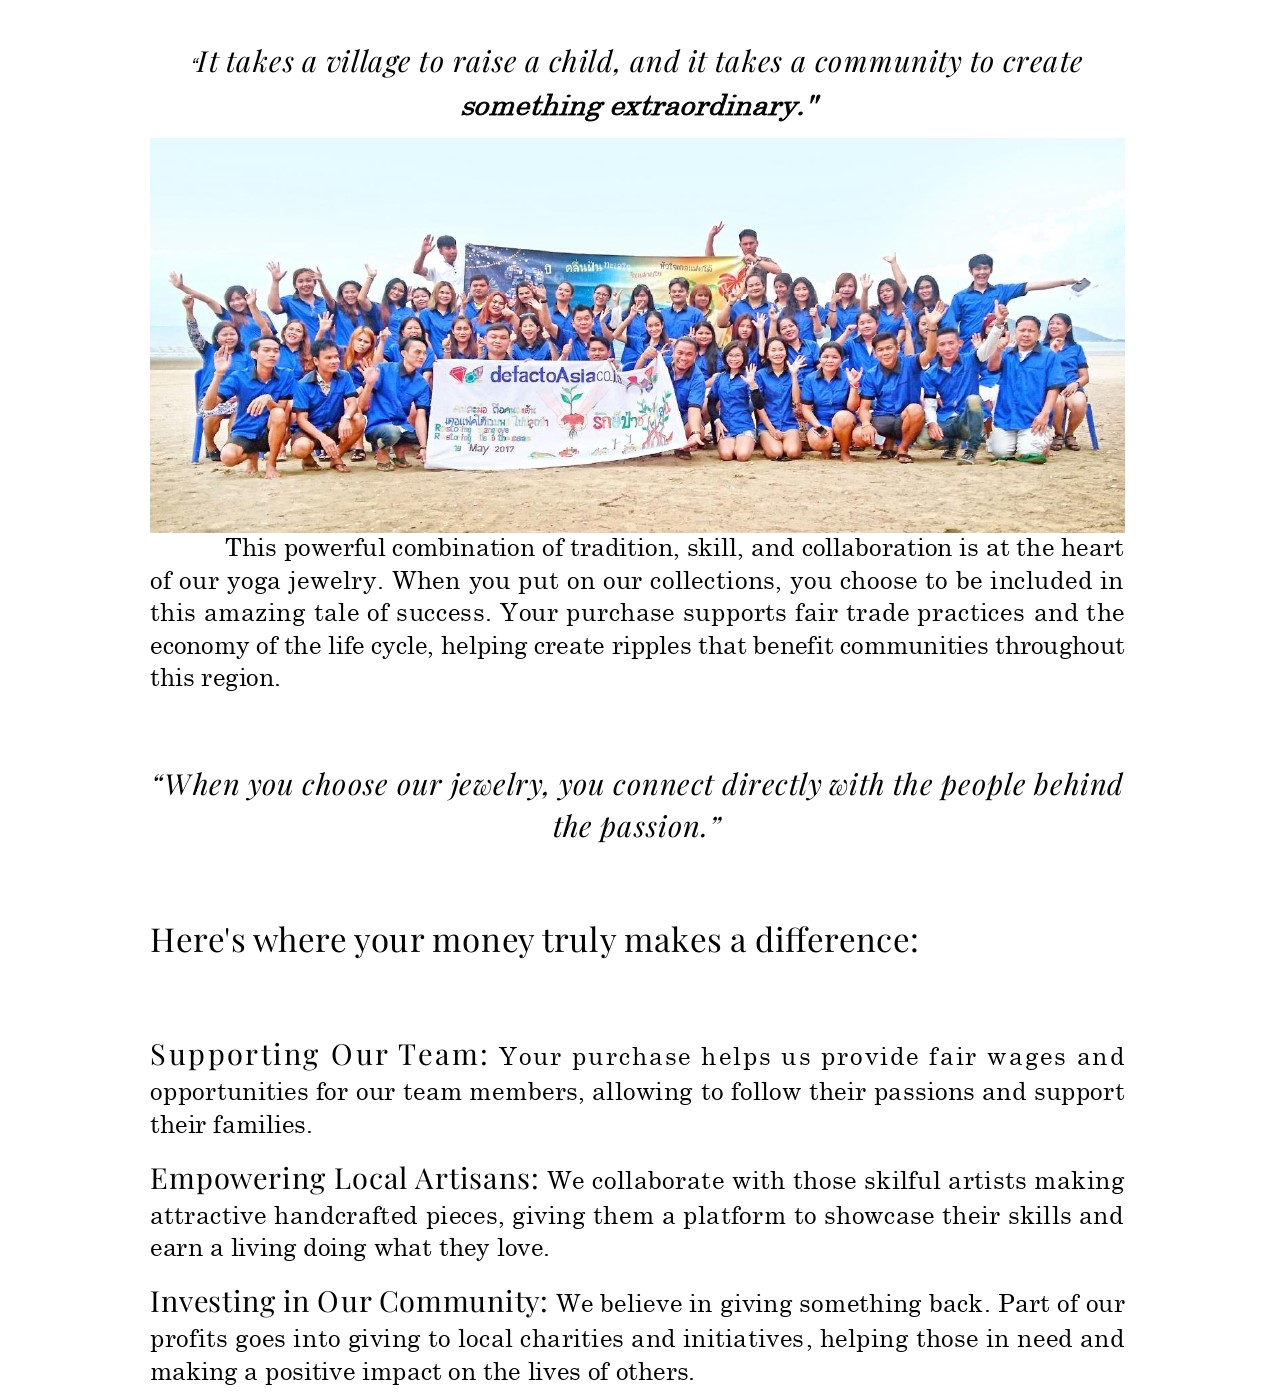 “It takes a village to raise a child, and it takes a community to create
something extraordinary."
ปี คลื่นฝัน
defactoAsia CO.
May 2017
This powerful combination of tradition, skill, and collaboration is at the heart
of our yoga jewelry. When you put on our collections, you choose to be included in
this amazing tale of success. Your purchase supports fair trade practices and the
economy of the life cycle, helping create ripples that benefit communities throughout
this region.
“When you choose our jewelry, you connect directly with the people behind
the passion.”
Here's where your money truly makes a difference:
Supporting Our Team: Your purchase helps us provide fair wages and
opportunities for our team members, allowing to follow their passions and support
their families.
Empowering Local Artisans: We collaborate with those skilful artists making
attractive handcrafted pieces, giving them a platform to showcase their skills and
earn a living doing what they love.
Investing in Our Community: We believe in giving something back. Part of our
profits goes into giving to local charities and initiatives, helping those in need and
making a positive impact on the lives of others.